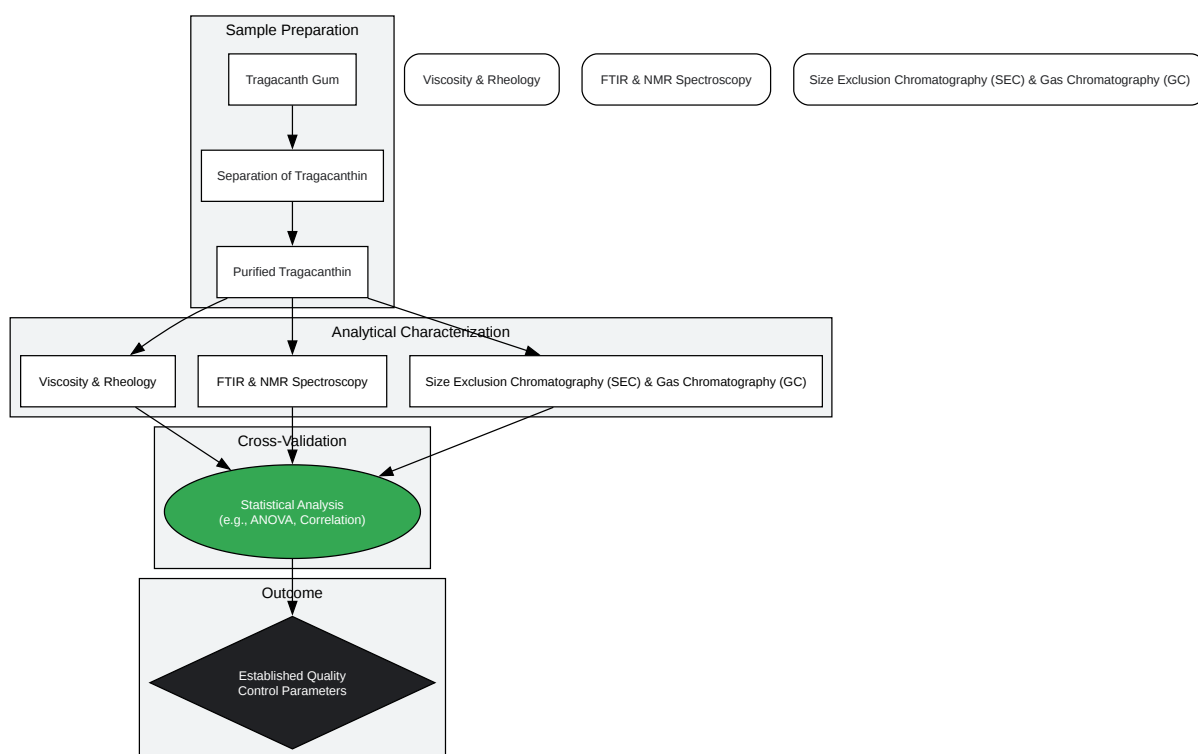 Sample Preparation
Tragacanth Gum
Viscosity & Rheology
FTIR & NMR Spectroscopy
Size Exclusion Chromatography (SEC) & Gas Chromatography (GC)
Separation of Tragacanthin
Purified Tragacanthin
Analytical Characterization
Viscosity & Rheology
FTIR & NMR Spectroscopy
Size Exclusion Chromatography (SEC) & Gas Chromatography (GC)
Cross-Validation
Statistical Analysis
(e.g., ANOVA, Correlation)
Outcome
Established Quality
Control Parameters